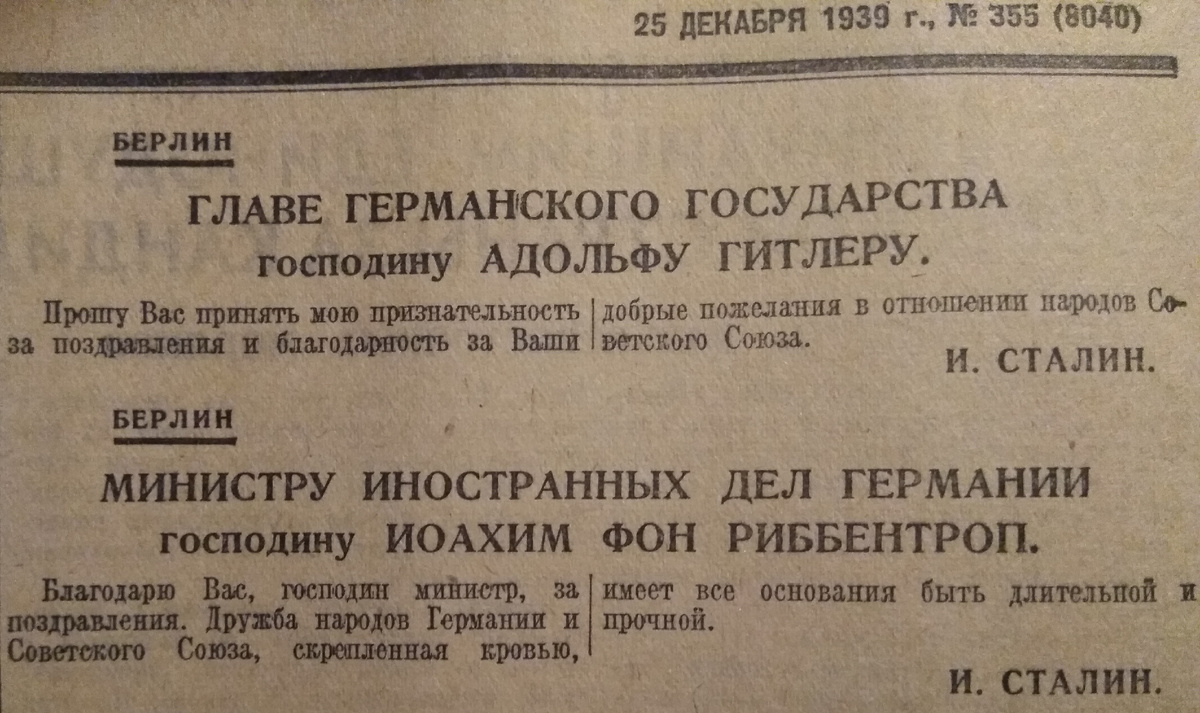 25 ДЕКАБРЯ 1939 г., № 355 (8040)
БЕРЛИН
ГЛАВЕ ГЕРМАНСКОГО ГОСУДАРСТВА
господину АДОЛЬФУ ГИТЛЕРУ.
Прошу Вас принять мою признательность
за поздравления и благодарность за Ваши
добрые пожелания в отношении народов Со-
ветского Союза.
И. СТАЛИН.
БЕРЛИН
МИНИСТРУ ИНОСТРАННЫХ ДЕЛ ГЕРМАНИИ
господину ИОАХИМ ФОН РИББЕНТРОП.
Благодарю Вас, господин министр, за
поздравления. Дружба народов Германии и
Советского Союза, скрепленная кровью,
имеет все основания быть длительной и
прочной.
И. СТАЛИН.